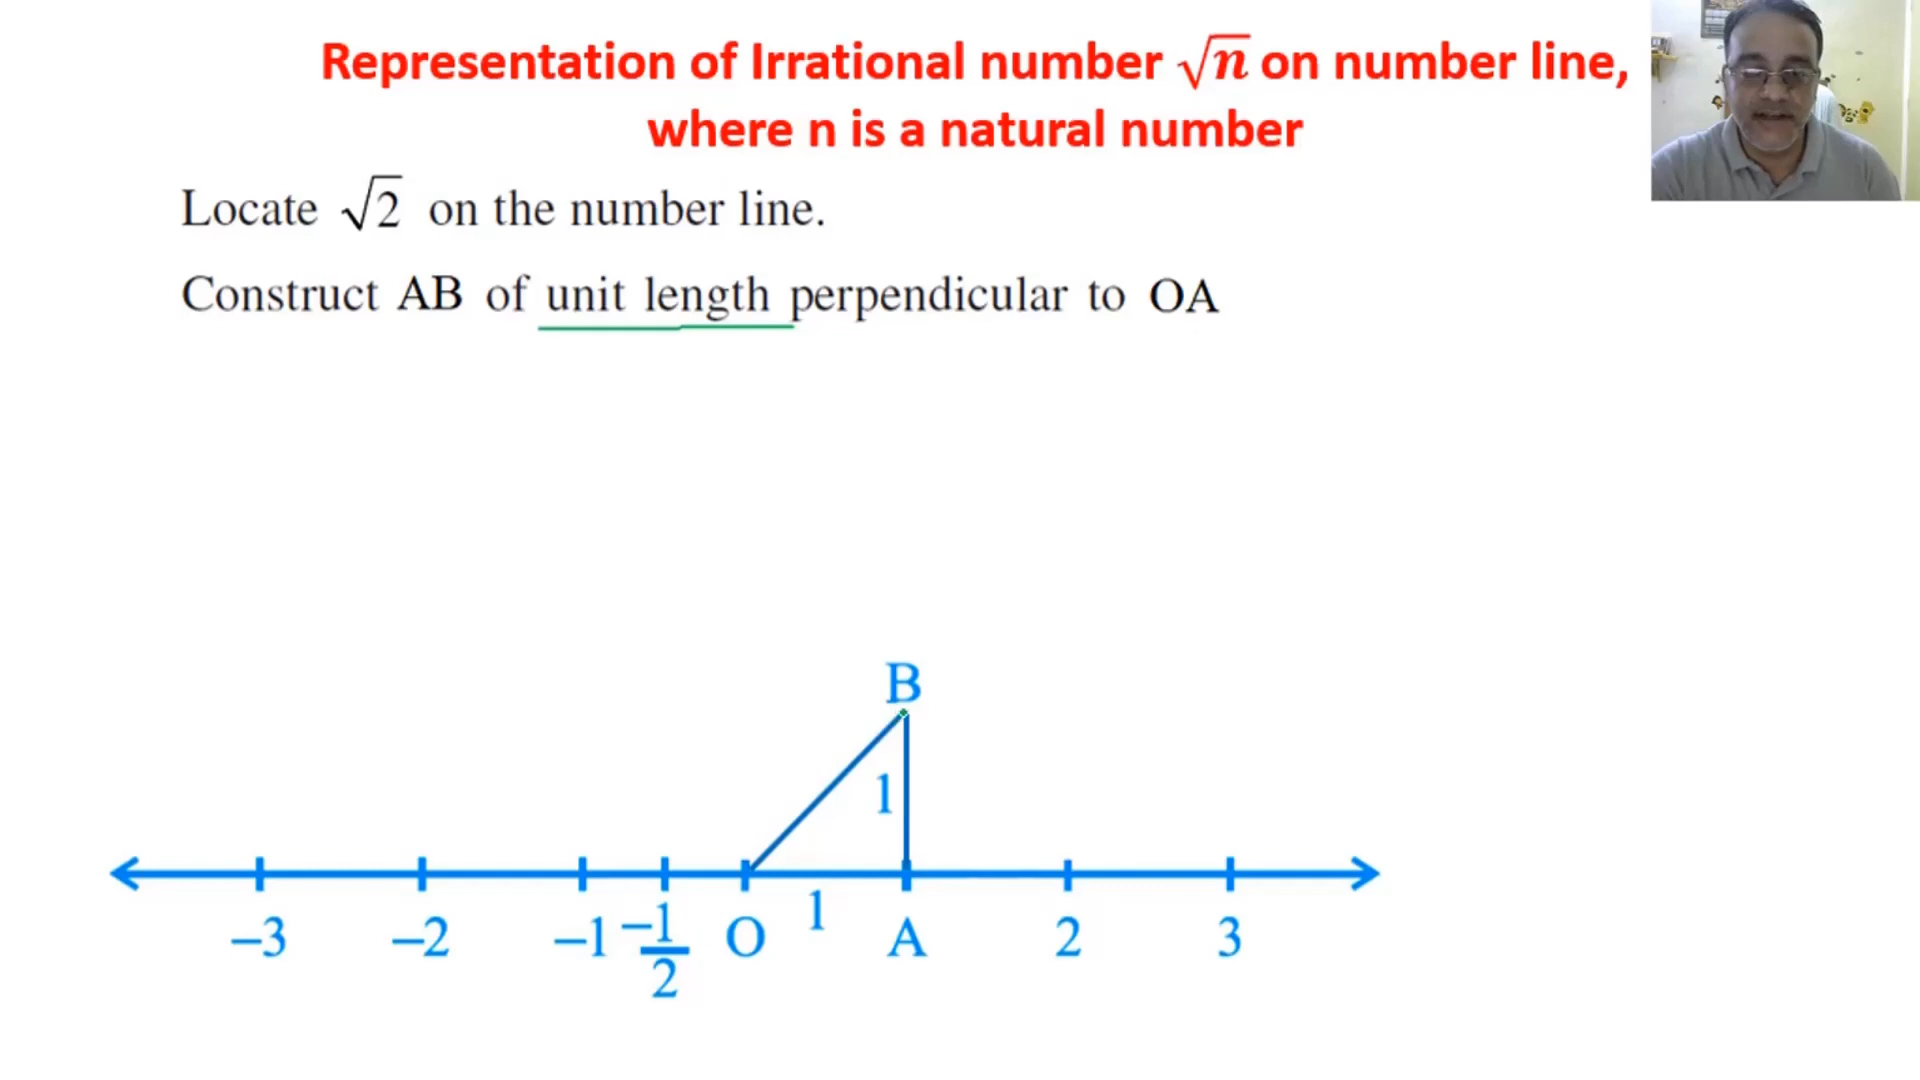 Representation of Irrational number √n on number line,
where n is a natural number
Locate √2 on the number line.
Construct AB of unit length perpendicular to OA
B
1
–3 –2 –1 –1/2 O 1 A 2 3